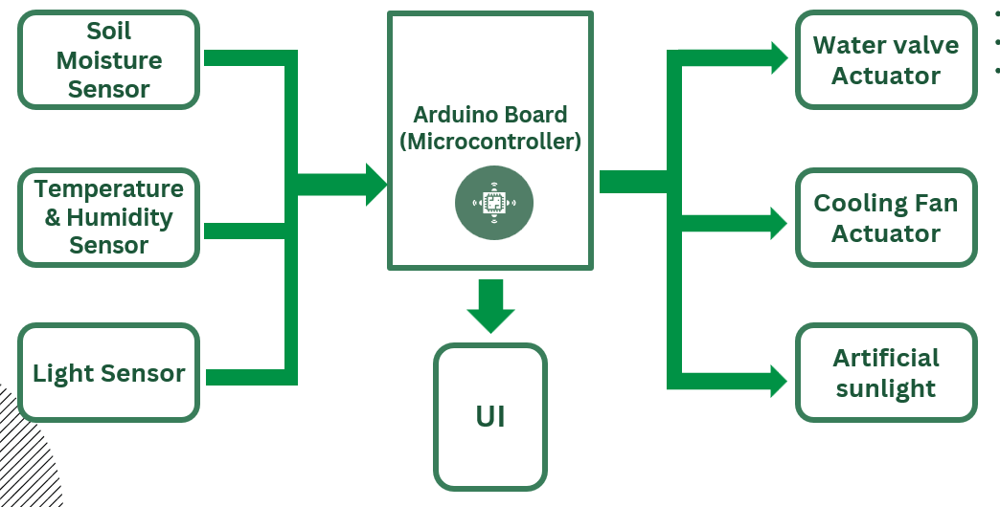 Soil
Moisture
Sensor
Temperature
& Humidity
Sensor
Light Sensor
Arduino Board
(Microcontroller)
UI
Water valve
Actuator
Cooling Fan
Actuator
Artificial
sunlight